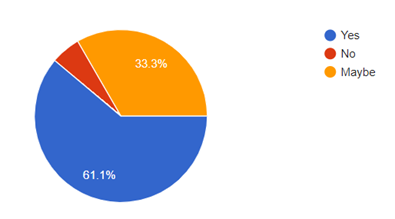 Yes
No
Maybe
33.3%
61.1%